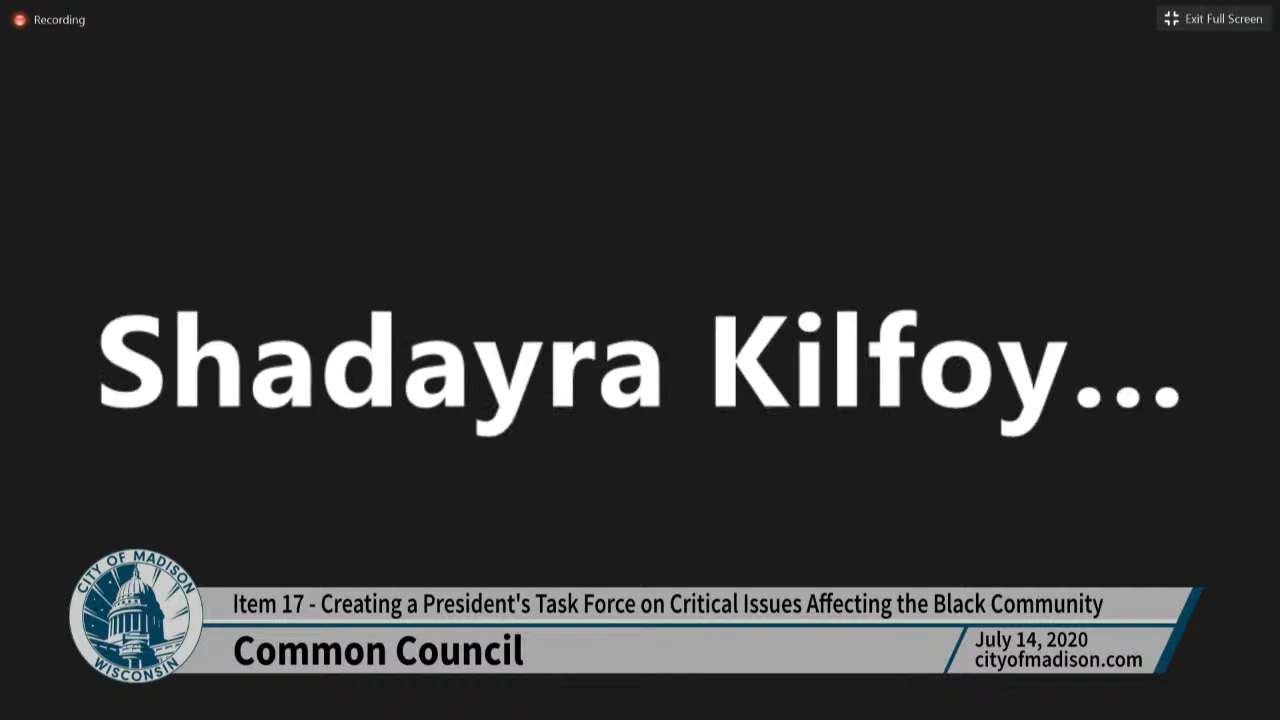 Recording
Exit Full Screen
Shadayra Kilfoy...
CITY OF MADISON
WISCONSIN
Item 17 - Creating a President's Task Force on Critical Issues Affecting the Black Community
Common Council
July 14, 2020
cityofmadison.com